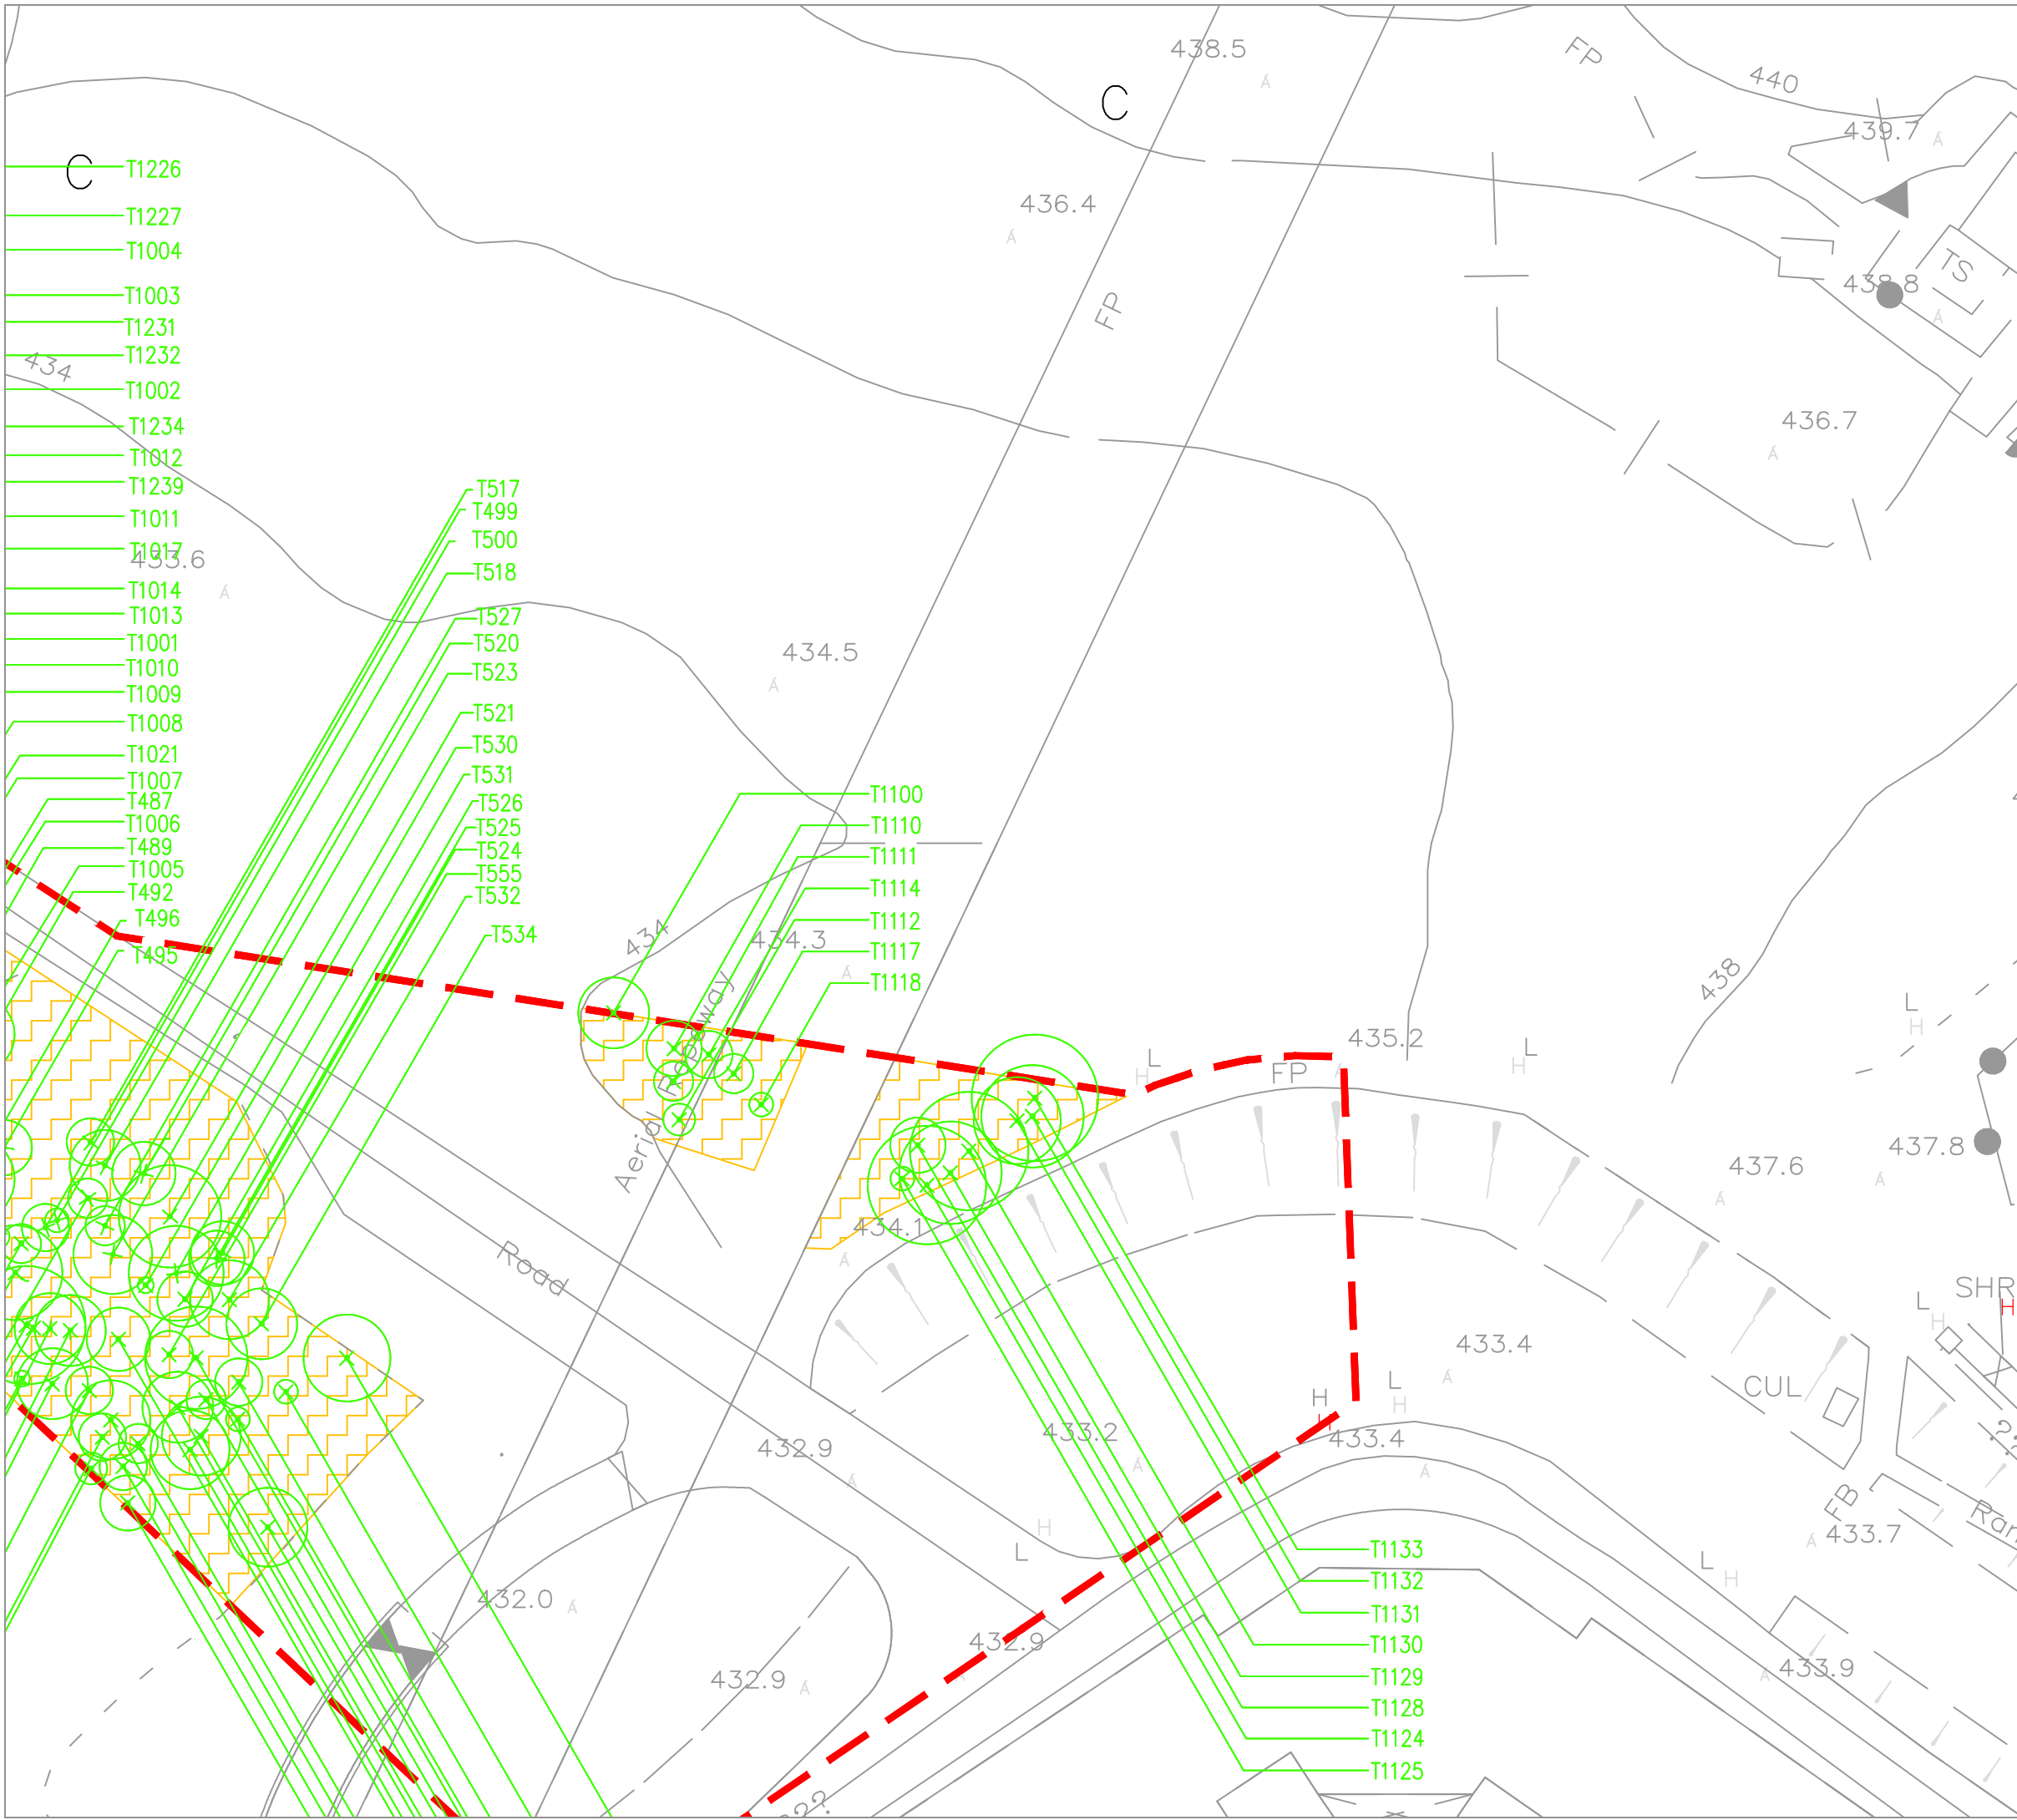 438.5
FP
440
C
439.7
C
T1226
436.4
T1227
T1004
TS
438.8
T1003
FP
T1231
T1232
434
T1002
436.7
T1234
T1012
T1239
T517
T499
T1011
T500
T1017
433.6
T518
T1014
T1013
T527
T1001
T520
434.5
T1010
T523
T1009
T521
T1008
T530
T1021
T531
T1007
T1100
T487
T526
T1006
T525
T1110
T489
T524
T1111
T1005
T555
T492
T532
T1114
T496
T1112
T534
434
434.3
T495
T1117
T1118
438
L
H
435.2
L
H
L
H
FP
Aerial Ropeway
437.8
437.6
434.1
Road
SHR
H
L
H
433.4
CUL
L
H
H
H
433.2
433.4
432.9
FB
433.7
H
L
T1133
L
H
T1132
432.0
T1131
432.9
T1130
433.9
T1129
432.9
T1128
T1124
T1125